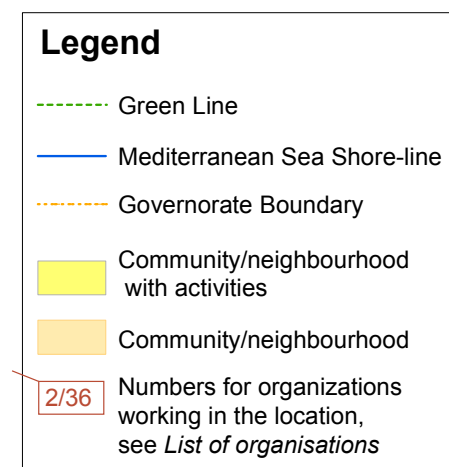 Legend
Green Line
Mediterranean Sea Shore-line
Governorate Boundary
Community/neighbourhood
with activities
Community/neighbourhood
2/36
Numbers for organizations
working in the location,
see List of organisations